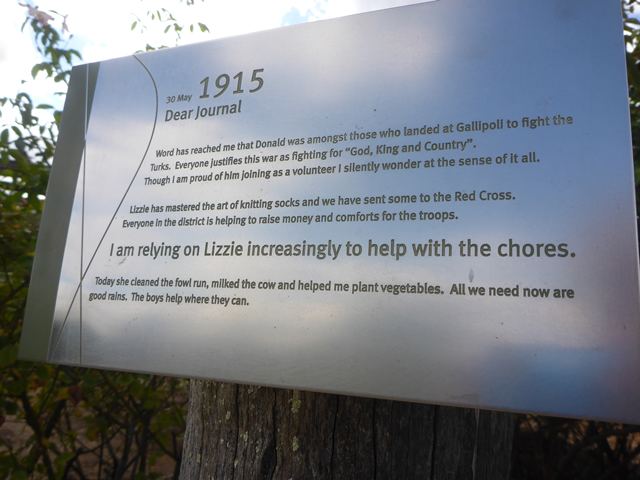 30 May 1915
Dear Journal
Word has reached me that Donald was amongst those who landed at Gallipoli to fight the
Turks. Everyone justifies this war as fighting for "God, King and Country".
Though I am proud of him joining as a volunteer I silently wonder at the sense of it all.
Lizzie has mastered the art of knitting socks and we have sent some to the Red Cross.
Everyone in the district is helping to raise money and comforts for the troops.
I am relying on Lizzie increasingly to help with the chores.
Today she cleaned the fowl run, milked the cow and helped me plant vegetables. All we need now are
good rains. The boys help where they can.